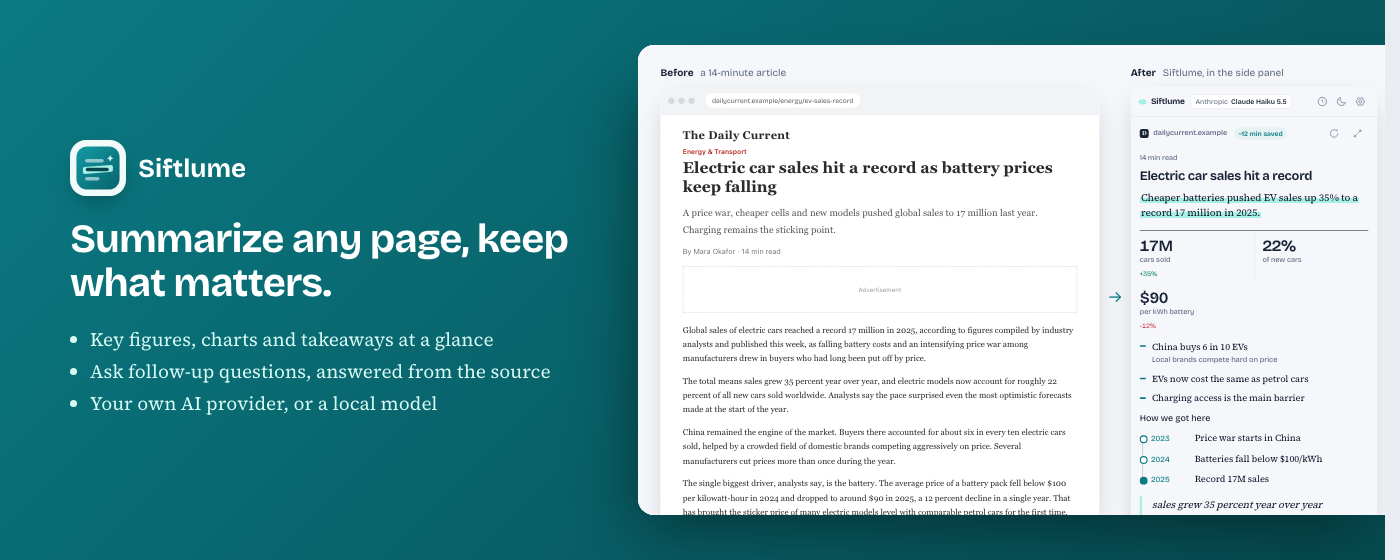 Siftlume
Summarize any page, keep
what matters.
Key figures, charts and takeaways at a glance
Ask follow-up questions, answered from the source
Your own AI provider, or a local model
Before a 14-minute article
dailycurrent.example/energy/ev-sales-record
The Daily Current
Energy & Transport
Electric car sales hit a record as battery prices
keep falling
A price war, cheaper cells and new models pushed global sales to 17 million last year.
Charging remains the sticking point.
By Mara Okafor · 14 min read
Advertisement
Global sales of electric cars reached a record 17 million in 2025, according to figures compiled by industry
analysts and published this week, as falling battery costs and an intensifying price war among
manufacturers drew in buyers who had long been put off by price.
The total means sales grew 35 percent year over year, and electric models now account for roughly 22
percent of all new cars sold worldwide. Analysts say the pace surprised even the most optimistic forecasts
made at the start of the year.
China remained the engine of the market. Buyers there accounted for about six in every ten electric cars
sold, helped by a crowded field of domestic brands competing aggressively on price. Several
manufacturers cut prices more than once during the year.
The single biggest driver, analysts say, is the battery. The average price of a battery pack fell below $100
per kilowatt-hour in 2024 and dropped to around $90 in 2025, a 12 percent decline in a single year. That
has brought the sticker price of many electric models level with comparable petrol cars for the first time.
After Siftlume, in the side panel
Siftlume Anthropic Claude Haiku 5.5
D dailycurrent.example ~12 min saved
14 min read
Electric car sales hit a record
Cheaper batteries pushed EV sales up 35% to a
record 17 million in 2025.
17M 22%
cars sold of new cars
+35%
$90
per kWh battery
-12%
China buys 6 in 10 EVs
Local brands compete hard on price
EVs now cost the same as petrol cars
Charging access is the main barrier
How we got here
2023 Price war starts in China
2024 Batteries fall below $100/kWh
2025 Record 17M sales
sales grew 35 percent year over year